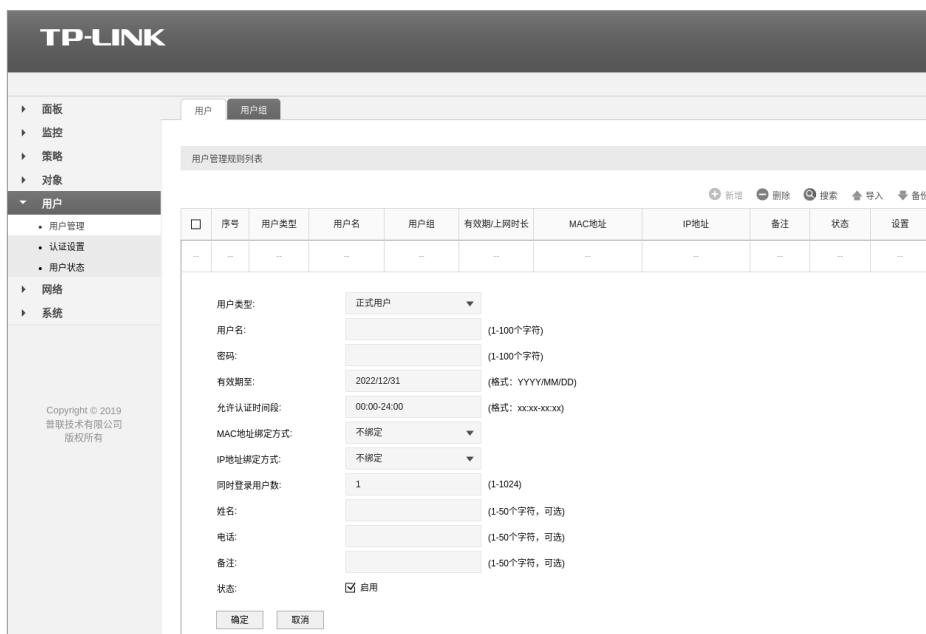 TP-LINK
面板
监控
策略
对象
用户
用户管理
认证设置
用户状态
网络
系统
Copyright © 2019
普联技术有限公司
版权所有
用户 用户组
用户管理规则列表
新增 删除 搜索 导入 备份
序号 用户类型 用户名 用户组 有效期/上网时长 MAC地址 IP地址 备注 状态 设置
-- -- -- -- -- -- -- -- -- -- --
用户类型: 正式用户
用户名: (1-100个字符)
密码: (1-100个字符)
有效期至: 2022/12/31 (格式：YYYY/MM/DD)
允许认证时间段: 00:00-24:00 (格式：xx:xx-xx:xx)
MAC地址绑定方式: 不绑定
IP地址绑定方式: 不绑定
同时登录用户数: 1 (1-1024)
姓名: (1-50个字符，可选)
电话: (1-50个字符，可选)
备注: (1-50个字符，可选)
状态: 启用
确定 取消